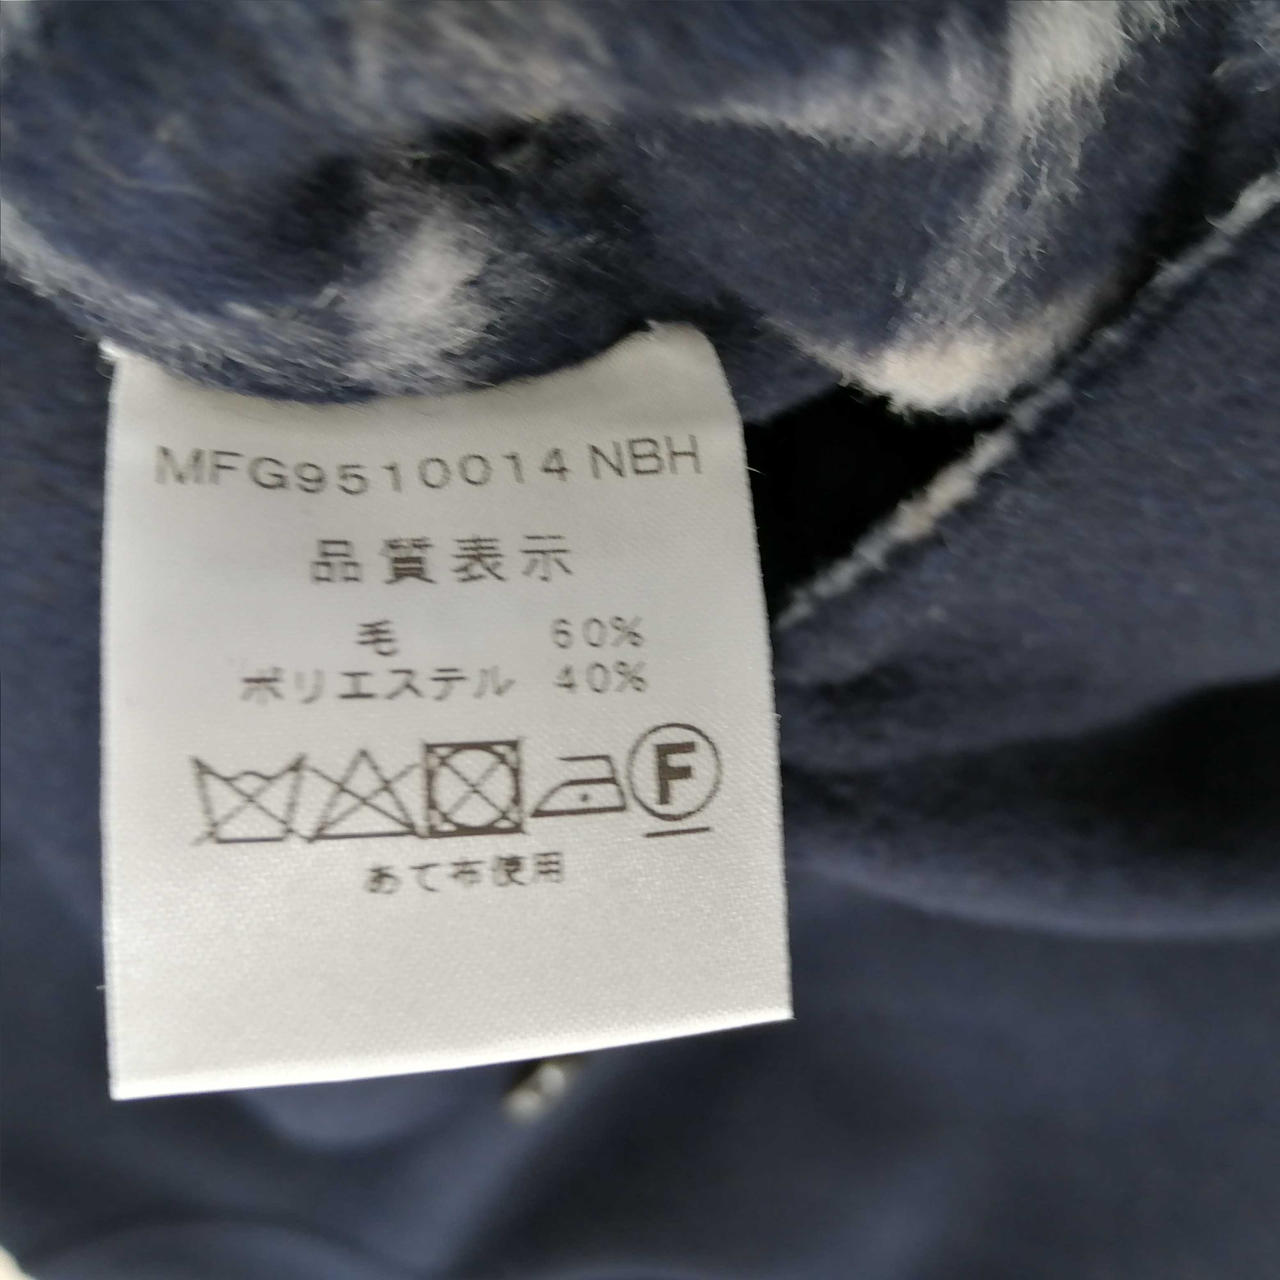 MFG9510014 NBH
品質表示
毛 60%
ポリエステル 40%
F
あて布使用